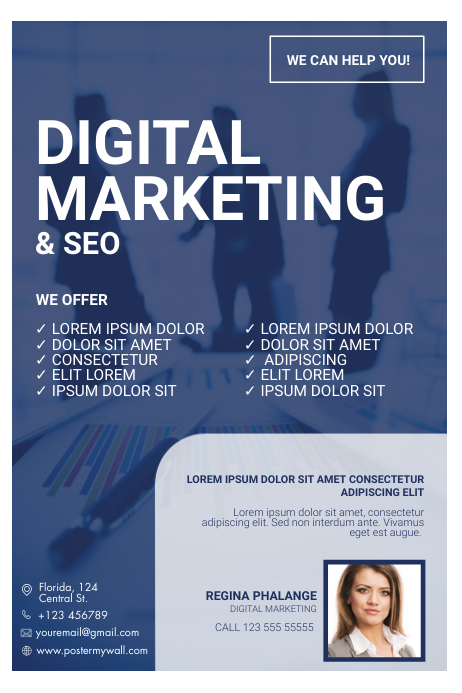 WE CAN HELP YOU!
DIGITAL
MARKETING
& SEO
WE OFFER
✓ LOREM IPSUM DOLOR
✓ DOLOR SIT AMET
✓ CONSECTETUR
✓ ELIT LOREM
✓ IPSUM DOLOR SIT
✓ LOREM IPSUM DOLOR
✓ DOLOR SIT AMET
✓ ADIPISCING
✓ ELIT LOREM
✓ IPSUM DOLOR SIT
LOREM IPSUM DOLOR SIT AMET CONSECTETUR
ADIPISCING ELIT
Lorem ipsum dolor sit amet, consectetur
adipiscing elit. Sed non interdum ante. Vivamus
eget est augue.
REGINA PHALANGE
DIGITAL MARKETING
CALL 123 555 55555
Florida, 124
Central St.
+123 456789
youremail@gmail.com
www.postermywall.com